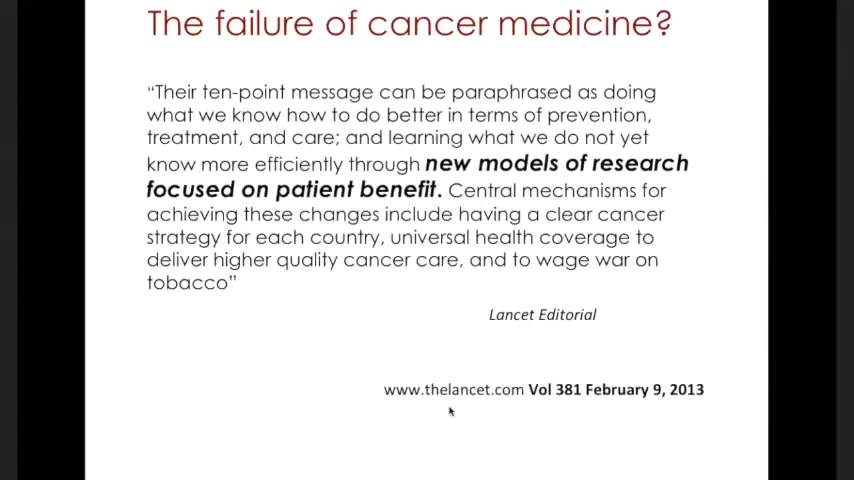 The failure of cancer medicine?
“Their ten-point message can be paraphrased as doing
what we know how to do better in terms of prevention,
treatment, and care; and learning what we do not yet
know more efficiently through new models of research
focused on patient benefit. Central mechanisms for
achieving these changes include having a clear cancer
strategy for each country, universal health coverage to
deliver higher quality cancer care, and to wage war on
tobacco”
Lancet Editorial
www.thelancet.com Vol 381 February 9, 2013